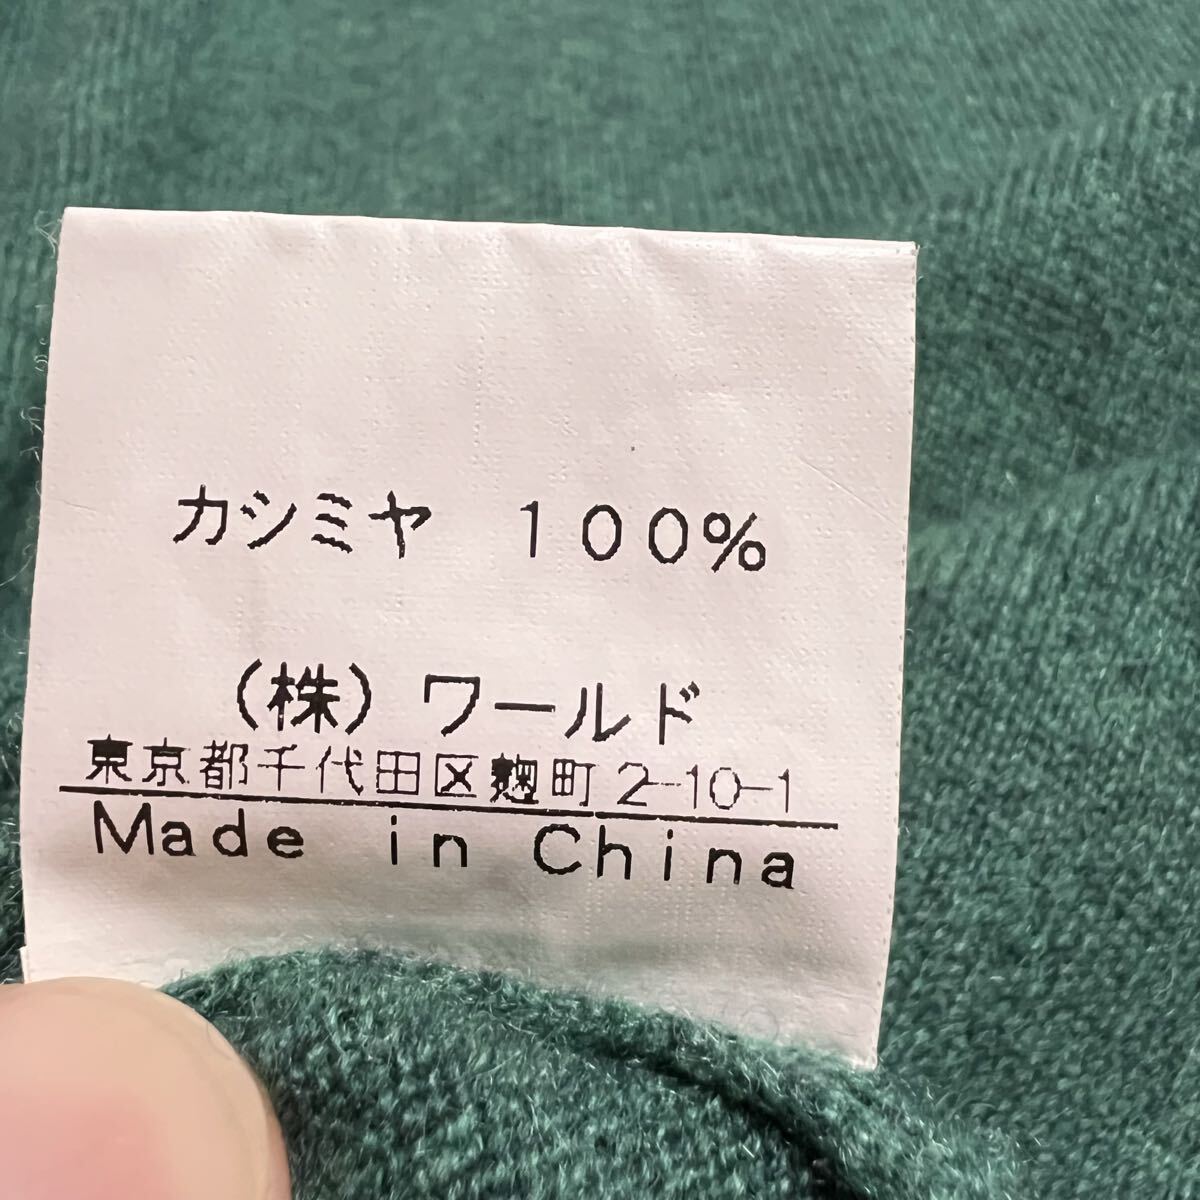 カシミヤ 100%
(株)ワールド
東京都千代田区麹町2-10-1
Made in China